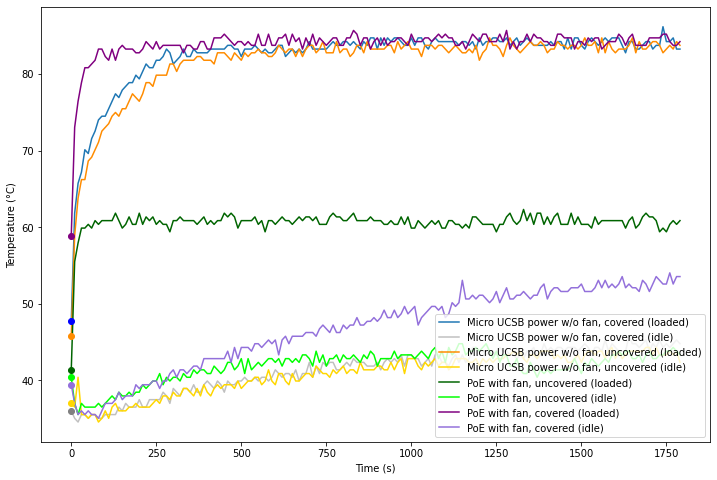 80
70
60
50
40
Temperature (°C)
0
250
500
750
1000
1250
1500
1750
Time (s)
Micro UCSB power w/o fan, covered (loaded)
Micro UCSB power w/o fan, covered (idle)
Micro UCSB power w/o fan, uncovered (loaded)
Micro UCSB power w/o fan, uncovered (idle)
PoE with fan, uncovered (loaded)
PoE with fan, uncovered (idle)
PoE with fan, covered (loaded)
PoE with fan, covered (idle)